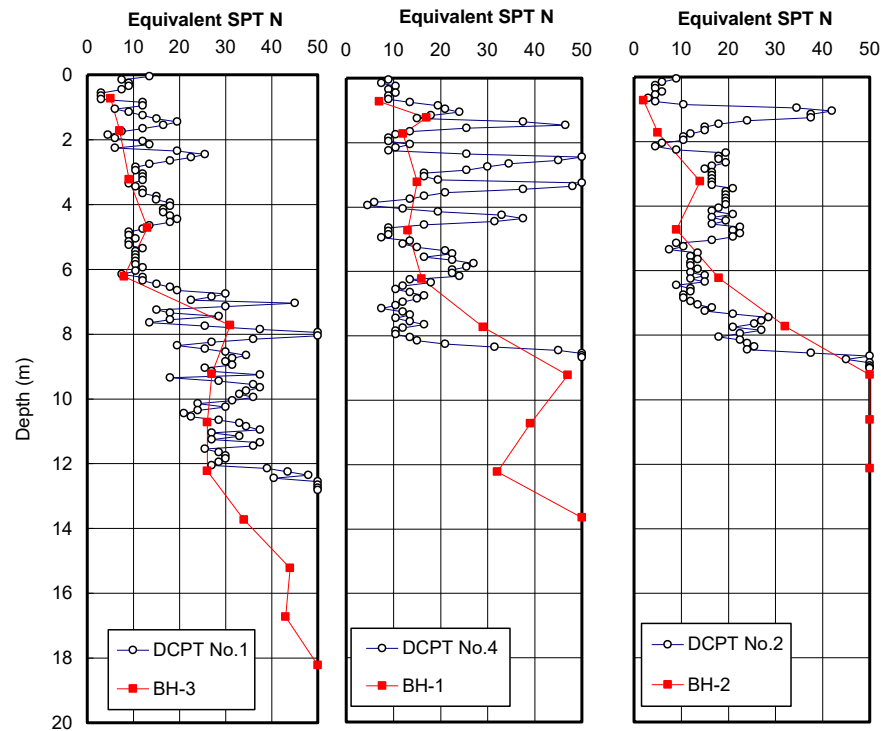 Equivalent SPT N
Equivalent SPT N
Equivalent SPT N
0 10 20 30 40 50
0 10 20 30 40 50
0 10 20 30 40 50
Depth (m)
0
2
4
6
8
10
12
14
16
18
20
DCPT No.1
BH-3
DCPT No.4
BH-1
DCPT No.2
BH-2